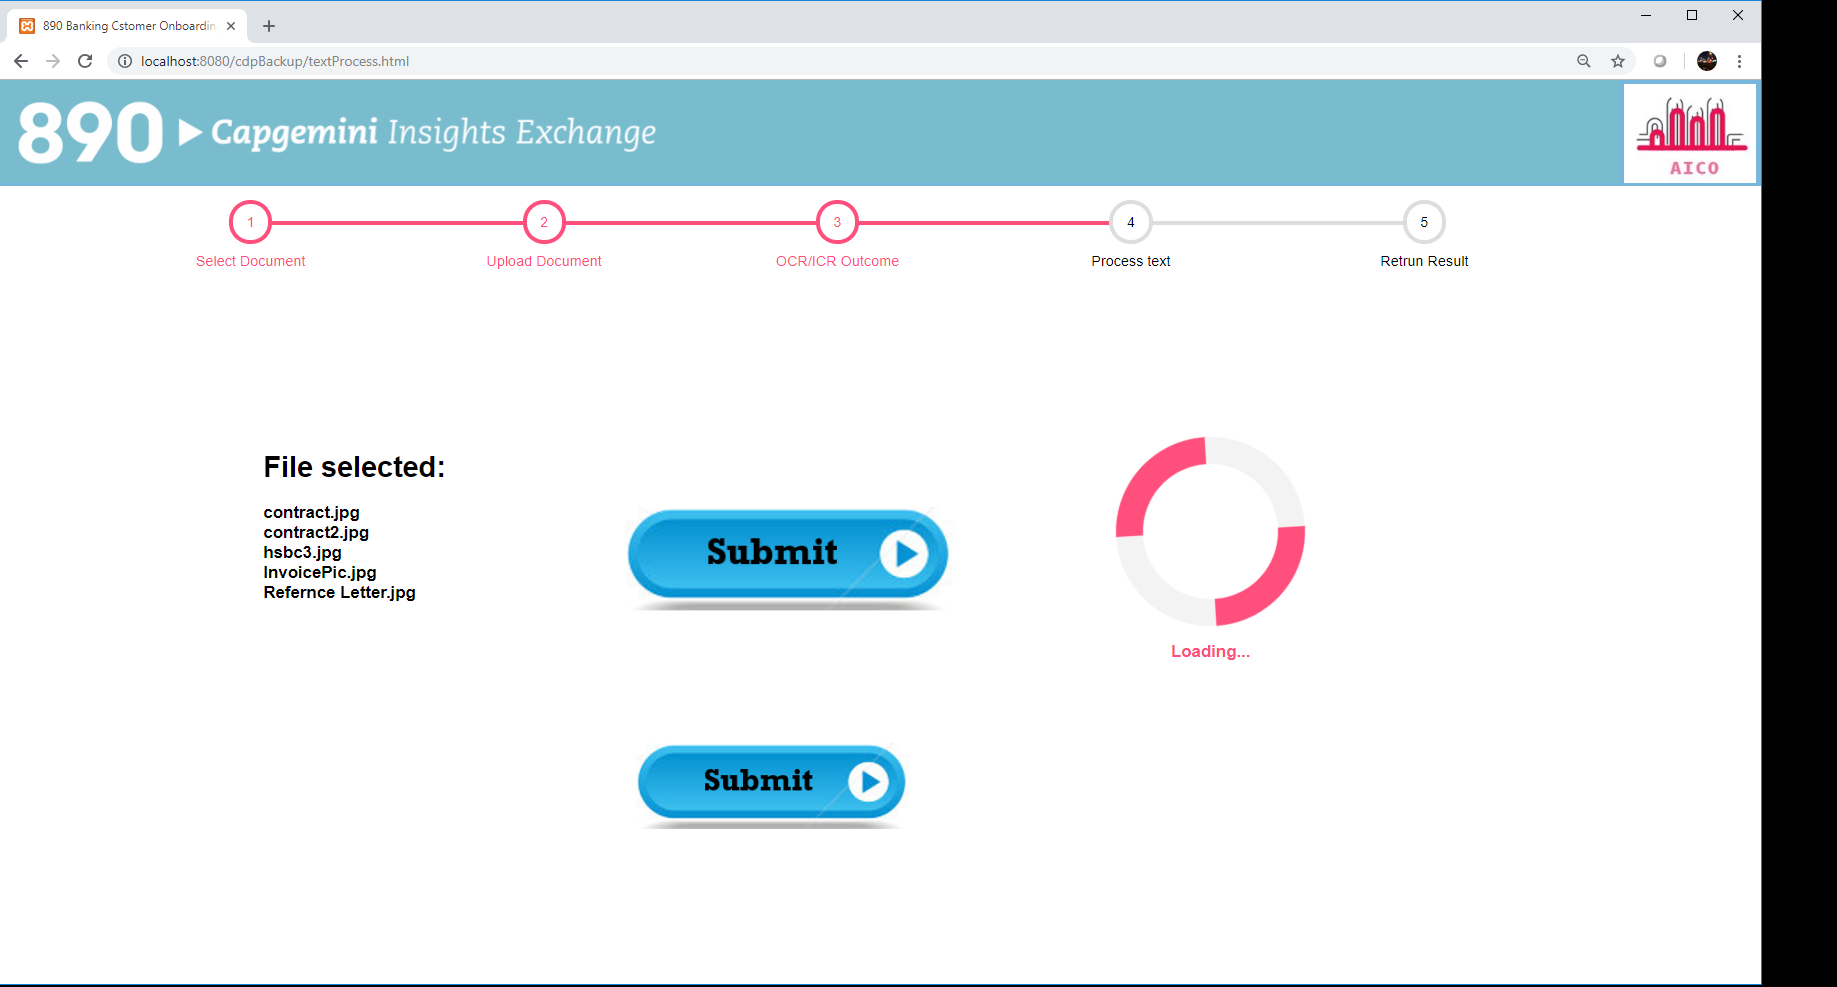 890 Banking Cstomer Onboardin
localhost:8080/cdpBackup/textProcess.html
890 Capgemini Insights Exchange
AICO
1 2 3 4 5
Select Document Upload Document OCR/ICR Outcome Process text Retrun Result
File selected:
contract.jpg
contract2.jpg
hsbc3.jpg
InvoicePic.jpg
Refernce Letter.jpg
Submit
Loading...
Submit